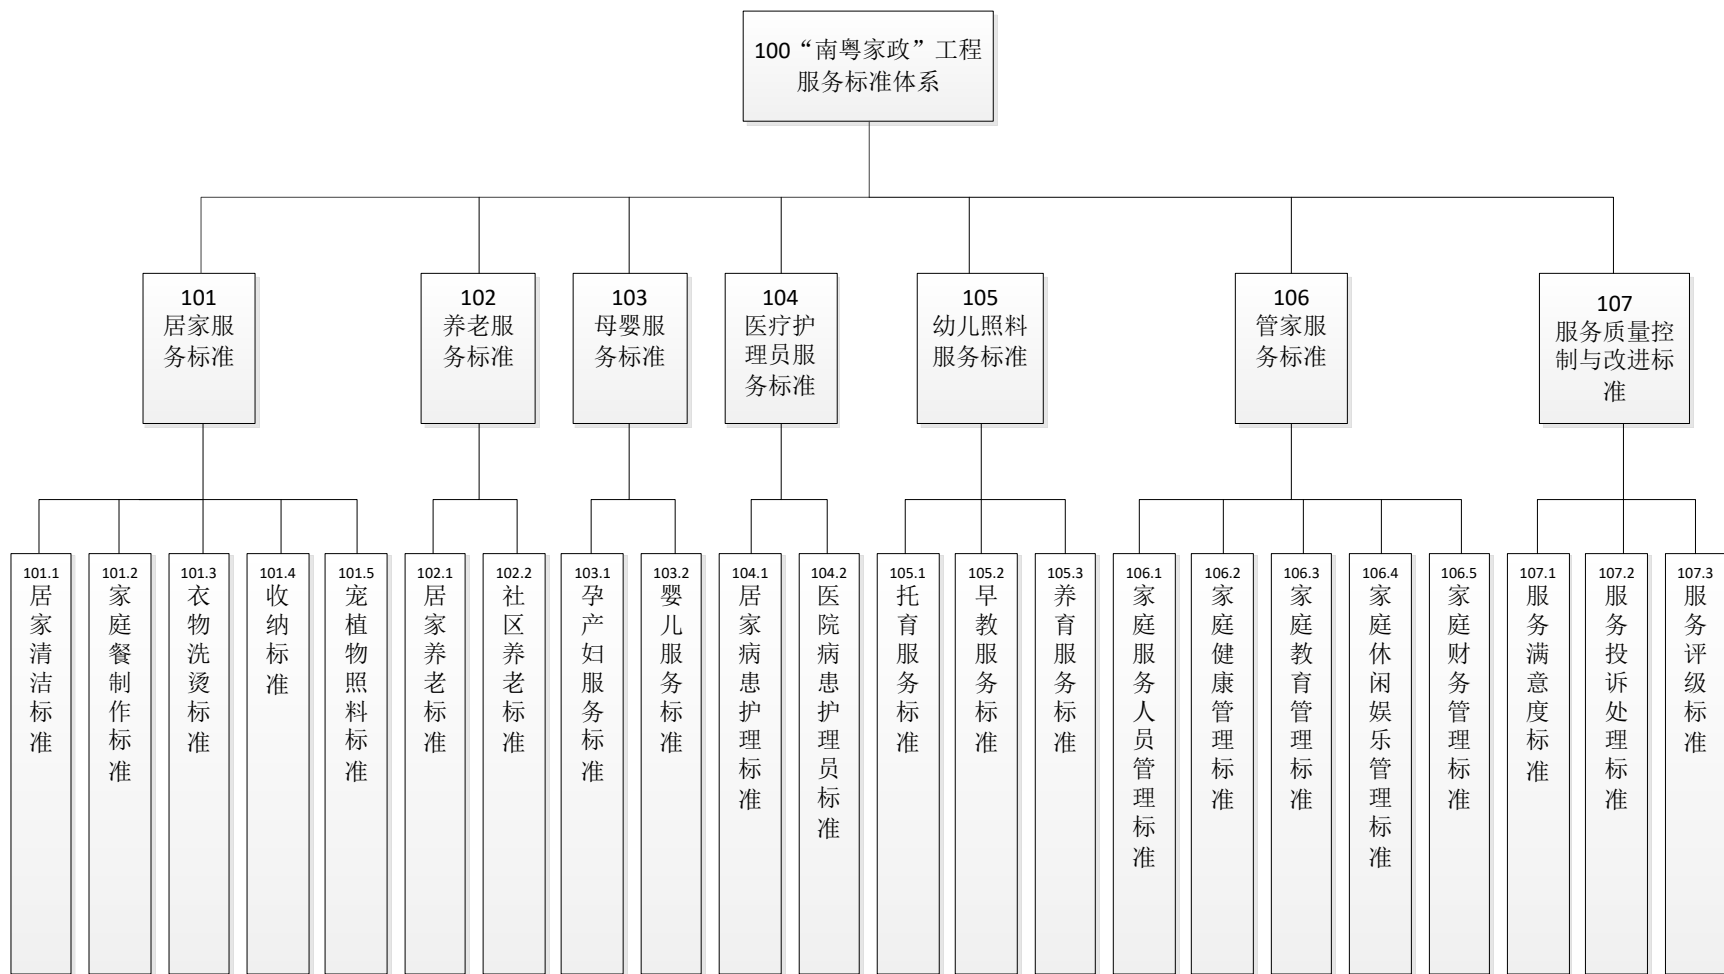 100“南粤家政”工程
服务标准体系
101
居家服
务标准
102
养老服
务标准
103
母婴服
务标准
104
医疗护
理员服
务标准
105
幼儿照料
服务标准
106
管家服
务标准
107
服务质量控
制与改进标
准
101.1
居家清洁标准
101.2
家庭餐制作标准
101.3
衣物洗烫标准
101.4
收纳标准
101.5
宠植物照料标准
102.1
居家养老标准
102.2
社区养老标准
103.1
孕产妇服务标准
103.2
婴儿服务标准
104.1
居家病患护理标准
104.2
医院病患护理员标准
105.1
托育服务标准
105.2
早教服务标准
105.3
养育服务标准
106.1
家庭服务人员管理标准
106.2
家庭健康管理标准
106.3
家庭教育管理标准
106.4
家庭休闲娱乐管理标准
106.5
家庭财务管理标准
107.1
服务满意度标准
107.2
服务投诉处理标准
107.3
服务评级标准